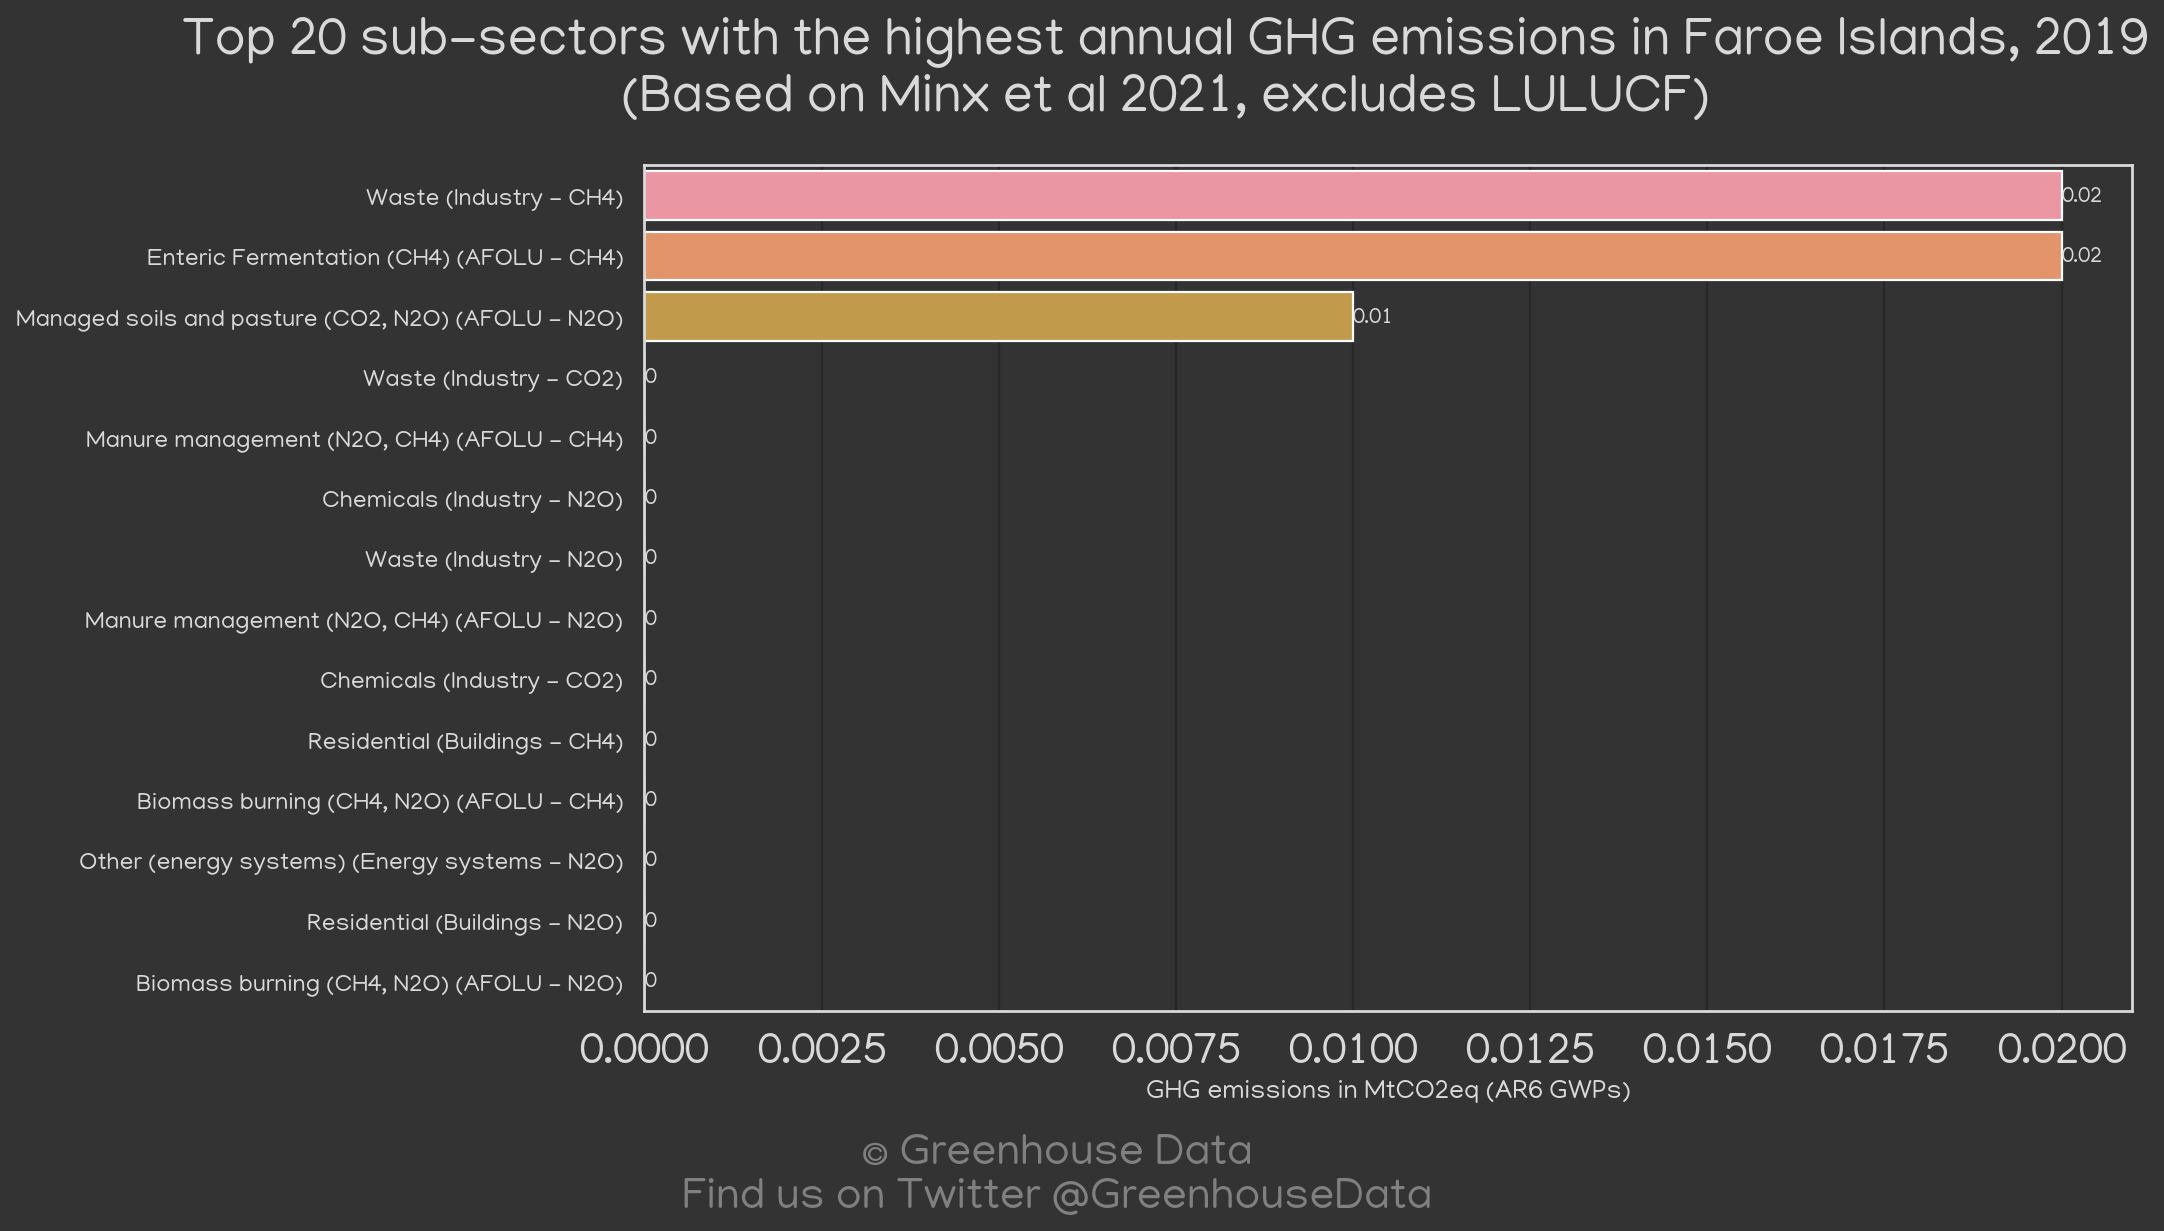 Top 20 sub-sectors with the highest annual GHG emissions in Faroe Islands, 2019
(Based on Minx et al 2021, excludes LULUCF)
Waste (Industry - CH4) 0.02
Enteric Fermentation (CH4) (AFOLU - CH4) 0.02
Managed soils and pasture (CO2, N2O) (AFOLU - N2O) 0.01
Waste (Industry - CO2) 0
Manure management (N2O, CH4) (AFOLU - CH4) 0
Chemicals (Industry - N2O) 0
Waste (Industry - N2O) 0
Manure management (N2O, CH4) (AFOLU - N2O) 0
Chemicals (Industry - CO2) 0
Residential (Buildings - CH4) 0
Biomass burning (CH4, N2O) (AFOLU - CH4) 0
Other (energy systems) (Energy systems - N2O) 0
Residential (Buildings - N2O) 0
Biomass burning (CH4, N2O) (AFOLU - N2O) 0
0.0000 0.0025 0.0050 0.0075 0.0100 0.0125 0.0150 0.0175 0.0200
GHG emissions in MtCO2eq (AR6 GWPs)
© Greenhouse Data
Find us on Twitter @GreenhouseData